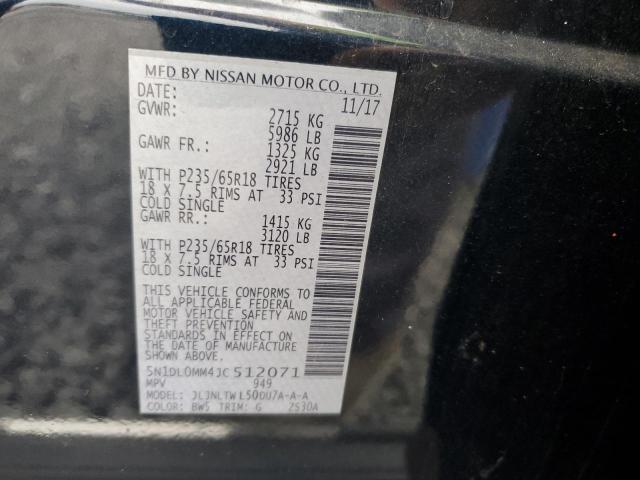 MFD BY NISSAN MOTOR CO., LTD.
DATE: 11/17
GVWR: 2715 KG
5986 LB
GAWR FR.: 1325 KG
2921 LB
WITH P235/65R18 TIRES
18 X 7.5 RIMS AT 33 PSI
COLD SINGLE
GAWR RR.: 1415 KG
3120 LB
WITH P235/65R18 TIRES
18 X 7.5 RIMS AT 33 PSI
COLD SINGLE
THIS VEHICLE CONFORMS TO
ALL APPLICABLE FEDERAL
MOTOR VEHICLE SAFETY AND
THEFT PREVENTION
STANDARDS IN EFFECT ON
THE DATE OF MANUFACTURE
SHOWN ABOVE.
5N1DL0MM4JC512071
MPV 949
MODEL: JLJNLTWL50DU7A-A-A
COLOR: BW5 TRIM: G 2S30A